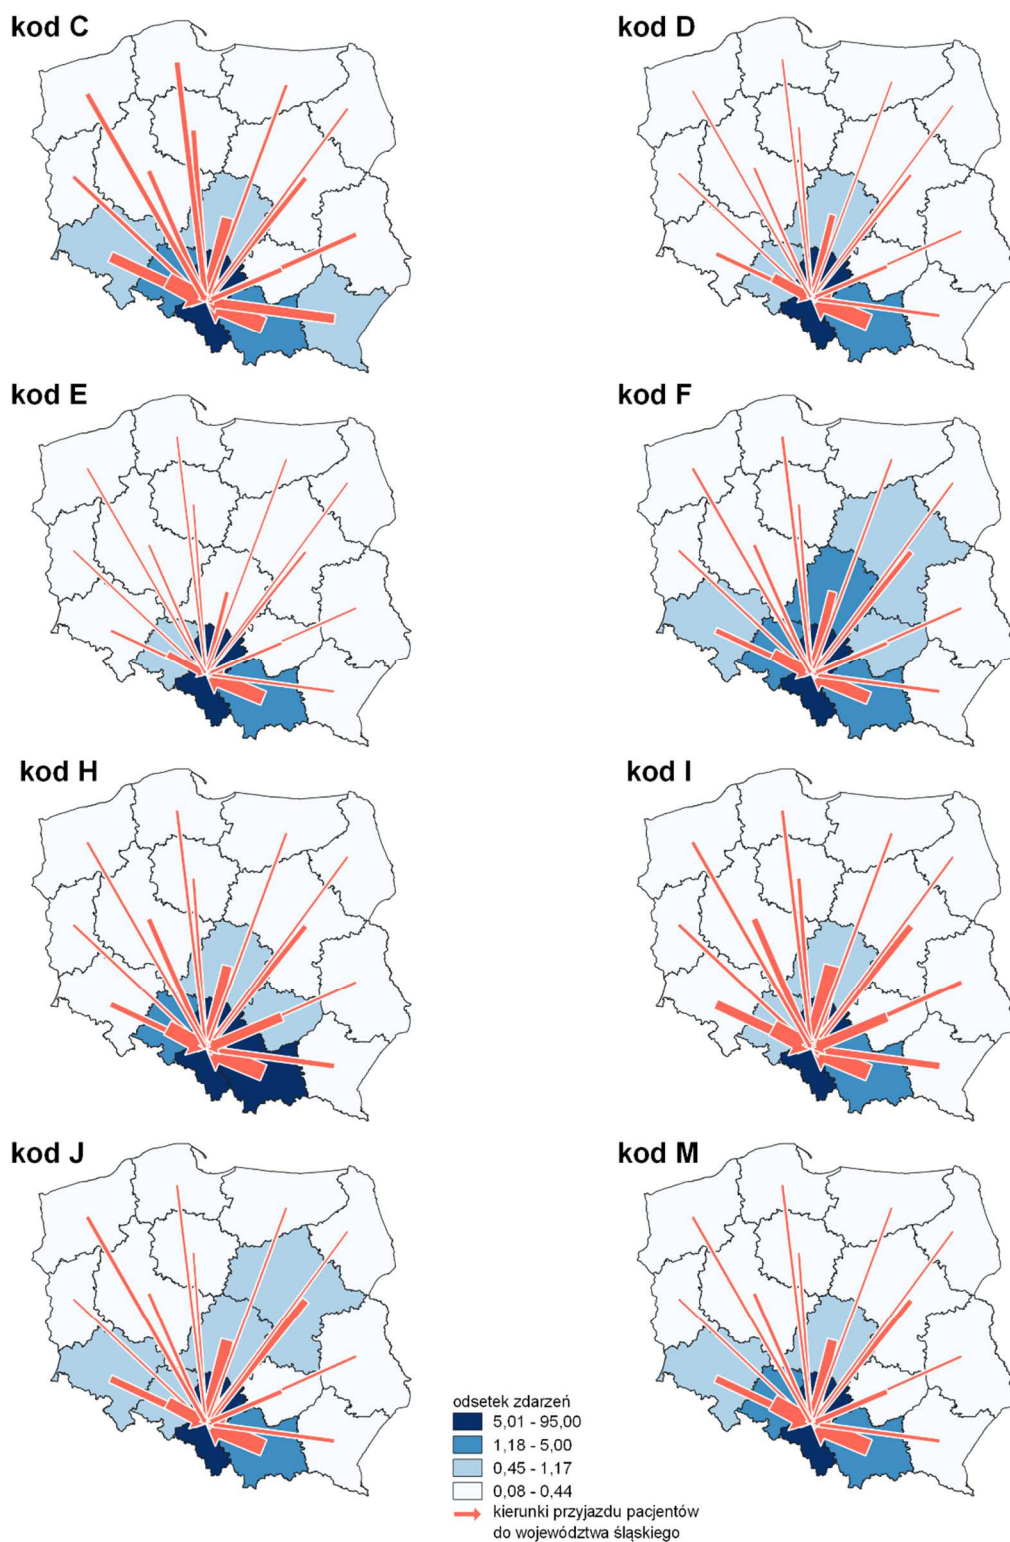 kod C
kod D
kod E
kod F
kod H
kod I
kod J
kod M
odsetek zdarzeń
5,01 - 95,00
1,18 - 5,00
0,45 - 1,17
0,08 - 0,44
kierunki przyjazdu pacjentów
do województwa śląskiego